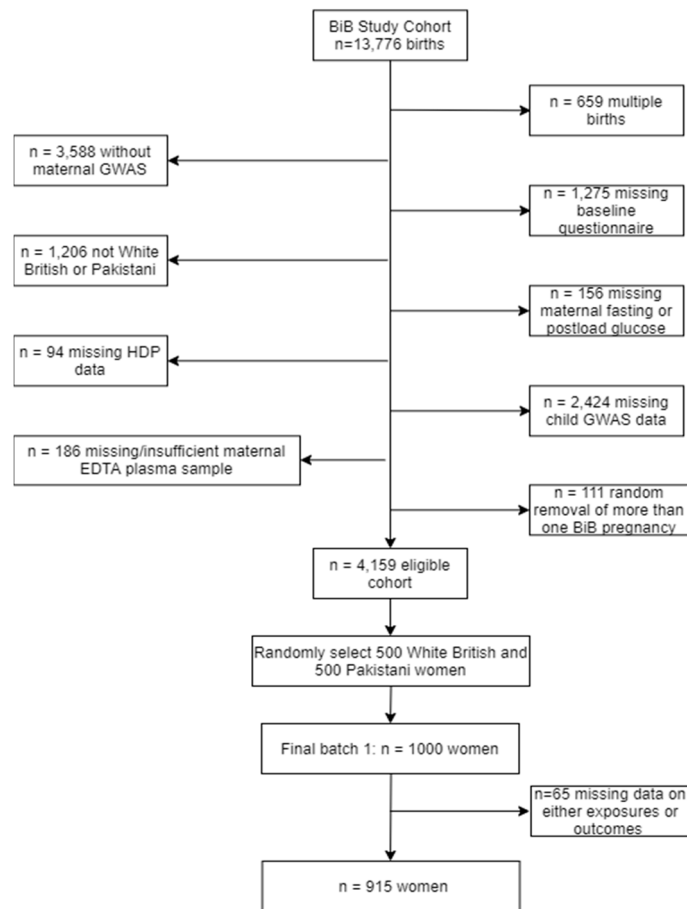 BiB Study Cohort
n=13,776 births
n = 659 multiple
births
n = 3,588 without
maternal GWAS
n = 1,275 missing
baseline
questionnaire
n = 1,206 not White
British or Pakistani
n = 156 missing
maternal fasting or
postload glucose
n = 94 missing HDP
data
n = 2,424 missing
child GWAS data
n = 186 missing/insufficient maternal
EDTA plasma sample
n = 111 random
removal of more than
one BiB pregnancy
n = 4,159 eligible
cohort
Randomly select 500 White British and
500 Pakistani women
Final batch 1: n = 1000 women
n=65 missing data on
either exposures or
outcomes
n = 915 women